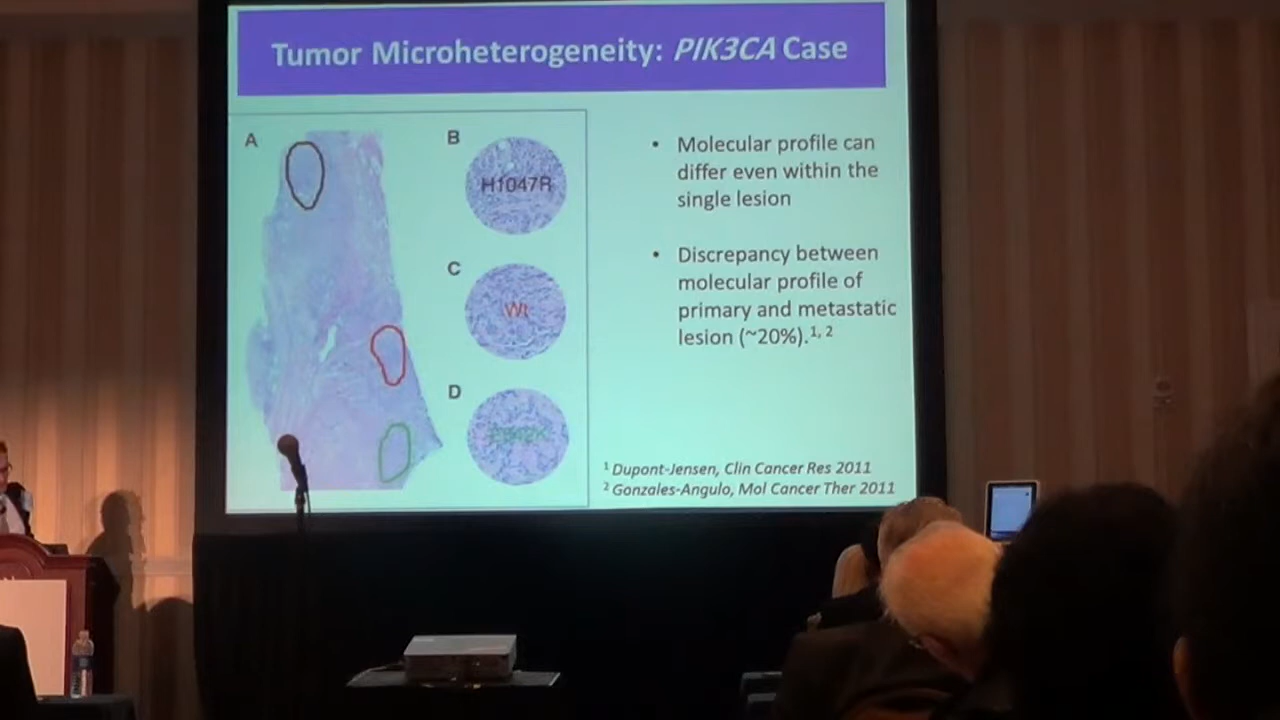 Tumor Microheterogeneity: PIK3CA Case
A
B
H1047R
C
Wt
D
• Molecular profile can
differ even within the
single lesion
• Discrepancy between
molecular profile of
primary and metastatic
lesion (~20%).1, 2
1 Dupont-Jensen, Clin Cancer Res 2011
2 Gonzales-Angulo, Mol Cancer Ther 2011